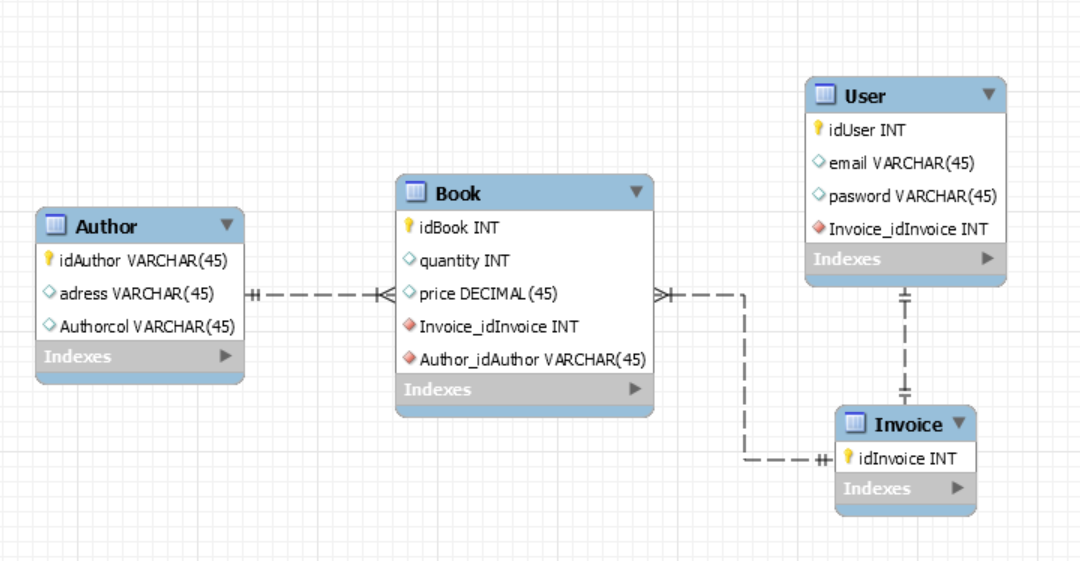 Author
idAuthor VARCHAR(45)
adress VARCHAR(45)
Authorcol VARCHAR(45)
Indexes
Book
idBook INT
quantity INT
price DECIMAL(45)
Invoice_idInvoice INT
Author_idAuthor VARCHAR(45)
Indexes
User
idUser INT
email VARCHAR(45)
pasword VARCHAR(45)
Invoice_idInvoice INT
Indexes
Invoice
idInvoice INT
Indexes